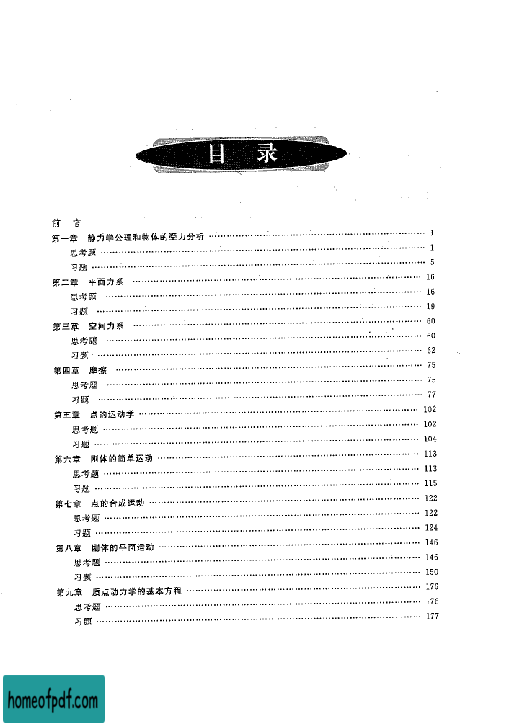 目 录
前 言
第一章 静力学公理和物体的受力分析 1
思考题 1
习题 5
第二章 平面力系 16
思考题 16
习题 19
第三章 空间力系 60
思考题 60
习题 62
第四章 摩擦 75
思考题 75
习题 77
第五章 点的运动学 102
思考题 102
习题 104
第六章 刚体的简单运动 113
思考题 113
习题 115
第七章 点的合成运动 122
思考题 122
习题 124
第八章 刚体的平面运动 146
思考题 146
习题 150
第九章 质点动力学的基本方程 176
思考题 176
习题 177
homeofpdf.com